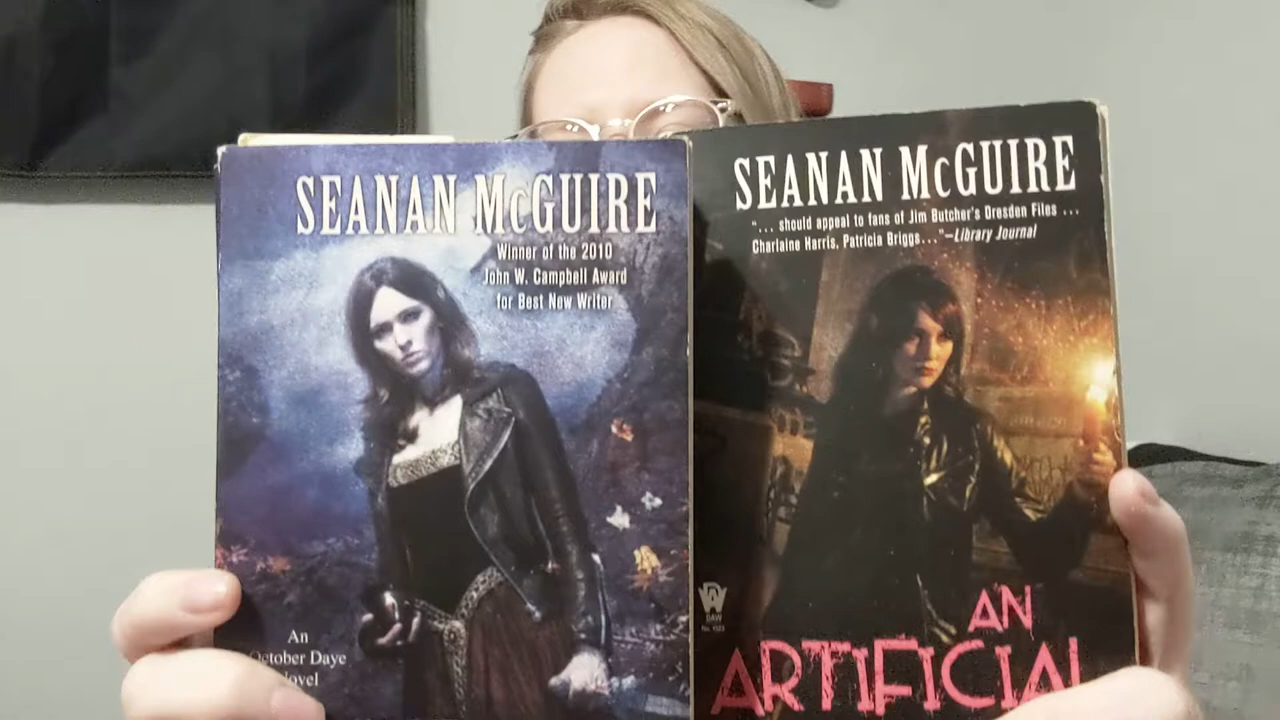 SEANAN McGUIRE
Winner of the 2010
John W. Campbell Award
for Best New Writer
An
October Daye
Novel
SEANAN McGUIRE
"... should appeal to fans of Jim Butcher's Dresden Files ...
Charlaine Harris, Patricia Briggs..." —Library Journal
DAW
AN
ARTIFICIAL